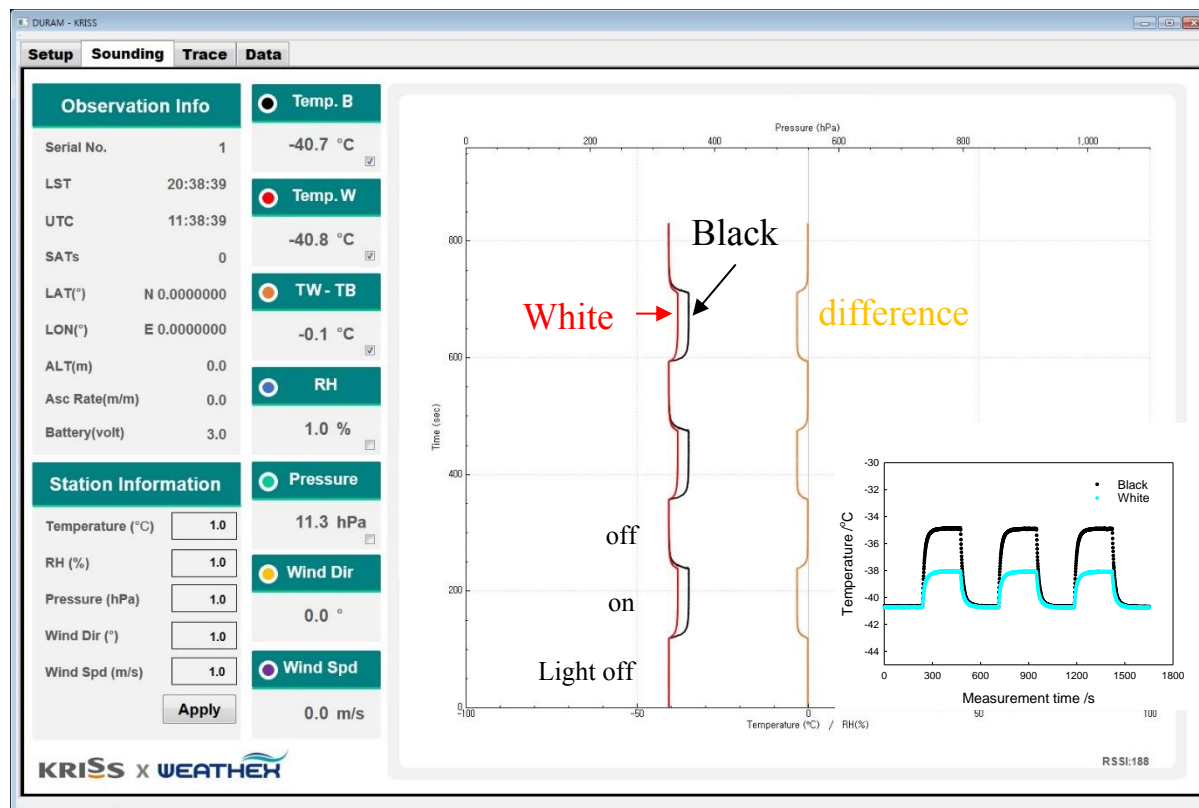 DURAM - KRISS
Setup Sounding Trace Data
Observation Info
Serial No. 1
LST 20:38:39
UTC 11:38:39
SATs 0
LAT(°) N 0.0000000
LON(°) E 0.0000000
ALT(m) 0.0
Asc Rate(m/m) 0.0
Battery(volt) 3.0
Station Information
Temperature (°C) 1.0
RH (%) 1.0
Pressure (hPa) 1.0
Wind Dir (°) 1.0
Wind Spd (m/s) 1.0
Apply
KRISS X WEATHEX
Temp. B
-40.7 °C
Temp. W
-40.8 °C
TW - TB
-0.1 °C
RH
1.0 %
Pressure
11.3 hPa
Wind Dir
0.0 °
Wind Spd
0.0 m/s
Pressure (hPa)
0 200 400 600 800 1,000
Black
White
difference
off
on
Light off
Time (sec)
800
600
400
200
0
-100 -50 0 50 100
Temperature (°C) / RH(%)
Black
White
Temperature /°C
-30
-32
-34
-36
-38
-40
-42
-44
0 300 600 900 1200 1500 1800
Measurement time /s
RSSI:188